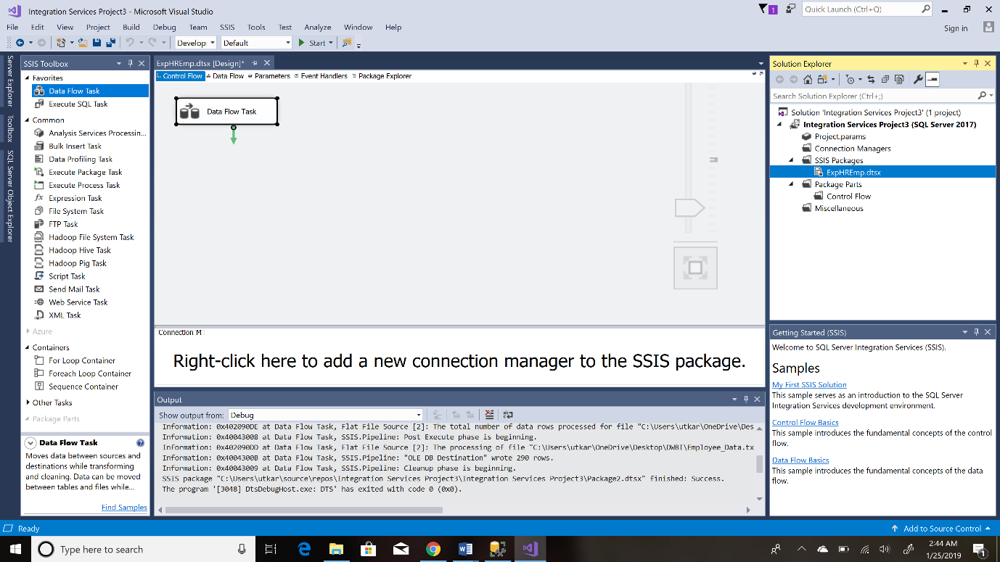 Integration Services Project3 - Microsoft Visual Studio
1
Quick Launch (Ctrl+Q)
File Edit View Project Build Debug Team SSIS Tools Test Analyze Window Help
Sign in
Develop Default Start
Server Explorer
Toolbox
SQL Server Object Explorer
SSIS Toolbox
Favorites
Data Flow Task
Execute SQL Task
Common
Analysis Services Processin...
Bulk Insert Task
Data Profiling Task
Execute Package Task
Execute Process Task
Expression Task
File System Task
FTP Task
Hadoop File System Task
Hadoop Hive Task
Hadoop Pig Task
Script Task
Send Mail Task
Web Service Task
XML Task
Azure
Containers
For Loop Container
Foreach Loop Container
Sequence Container
Other Tasks
Package Parts
Data Flow Task
Moves data between sources and
destinations while transforming
and cleaning. Data can be moved
between tables and files while...
Find Samples
ExpHREmp.dtsx [Design]*
Control Flow Data Flow Parameters Event Handlers Package Explorer
Data Flow Task
Connection M
Right-click here to add a new connection manager to the SSIS package.
Output
Show output from: Debug
Information: 0x402090DE at Data Flow Task, Flat File Source [2]: The total number of data rows processed for file "C:\Users\utkar\OneDrive\Des
Information: 0x40043008 at Data Flow Task, SSIS.Pipeline: Post Execute phase is beginning.
Information: 0x402090DD at Data Flow Task, Flat File Source [2]: The processing of file "C:\Users\utkar\OneDrive\Desktop\DWBI\Employee_Data.tx
Information: 0x4004300B at Data Flow Task, SSIS.Pipeline: "OLE DB Destination" wrote 290 rows.
Information: 0x40043009 at Data Flow Task, SSIS.Pipeline: Cleanup phase is beginning.
SSIS package "C:\Users\utkar\source\repos\Integration Services Project3\Integration Services Project3\Package2.dtsx" finished: Success.
The program '[3048] DtsDebugHost.exe: DTS' has exited with code 0 (0x0).
Solution Explorer
Search Solution Explorer (Ctrl+;)
Solution 'Integration Services Project3' (1 project)
Integration Services Project3 (SQL Server 2017)
Project.params
Connection Managers
SSIS Packages
ExpHREmp.dtsx
Package Parts
Control Flow
Miscellaneous
Getting Started (SSIS)
Welcome to SQL Server Integration Services (SSIS).
Samples
My First SSIS Solution
This sample serves as an introduction to the SQL Server
Integration Services development environment.
Control Flow Basics
This sample introduces the fundamental concepts of the control
flow.
Data Flow Basics
This sample introduces the fundamental concepts of the data
flow.
Ready
Add to Source Control
Type here to search
2:44 AM
1/25/2019
1